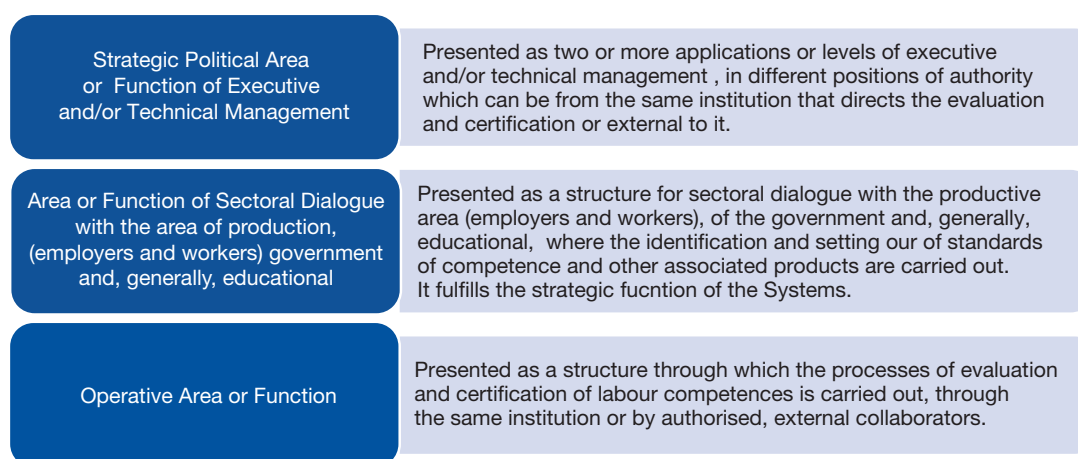 Strategic Political Area
or Function of Executive
and/or Technical Management
Presented as two or more applications or levels of executive
and/or technical management , in different positions of authority
which can be from the same institution that directs the evaluation
and certification or external to it.
Area or Function of Sectoral Dialogue
with the area of production,
(employers and workers) government
and, generally, educational
Presented as a structure for sectoral dialogue with the productive
area (employers and workers), of the government and, generally,
educational, where the identification and setting our of standards
of competence and other associated products are carried out.
It fulfills the strategic fucntion of the Systems.
Operative Area or Function
Presented as a structure through which the processes of evaluation
and certification of labour competences is carried out, through
the same institution or by authorised, external collaborators.